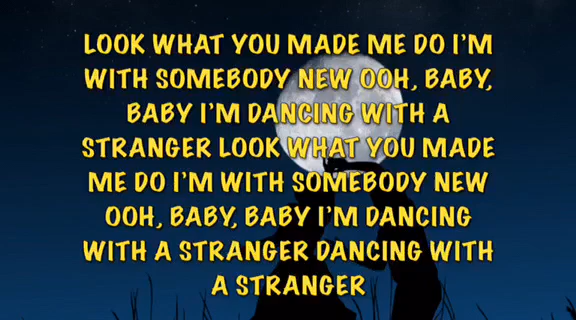 LOOK WHAT YOU MADE ME DO I'M
WITH SOMEBODY NEW OOH, BABY,
BABY I'M DANCING WITH A
STRANGER LOOK WHAT YOU MADE
ME DO I'M WITH SOMEBODY NEW
OOH, BABY, BABY I'M DANCING
WITH A STRANGER DANCING WITH
A STRANGER